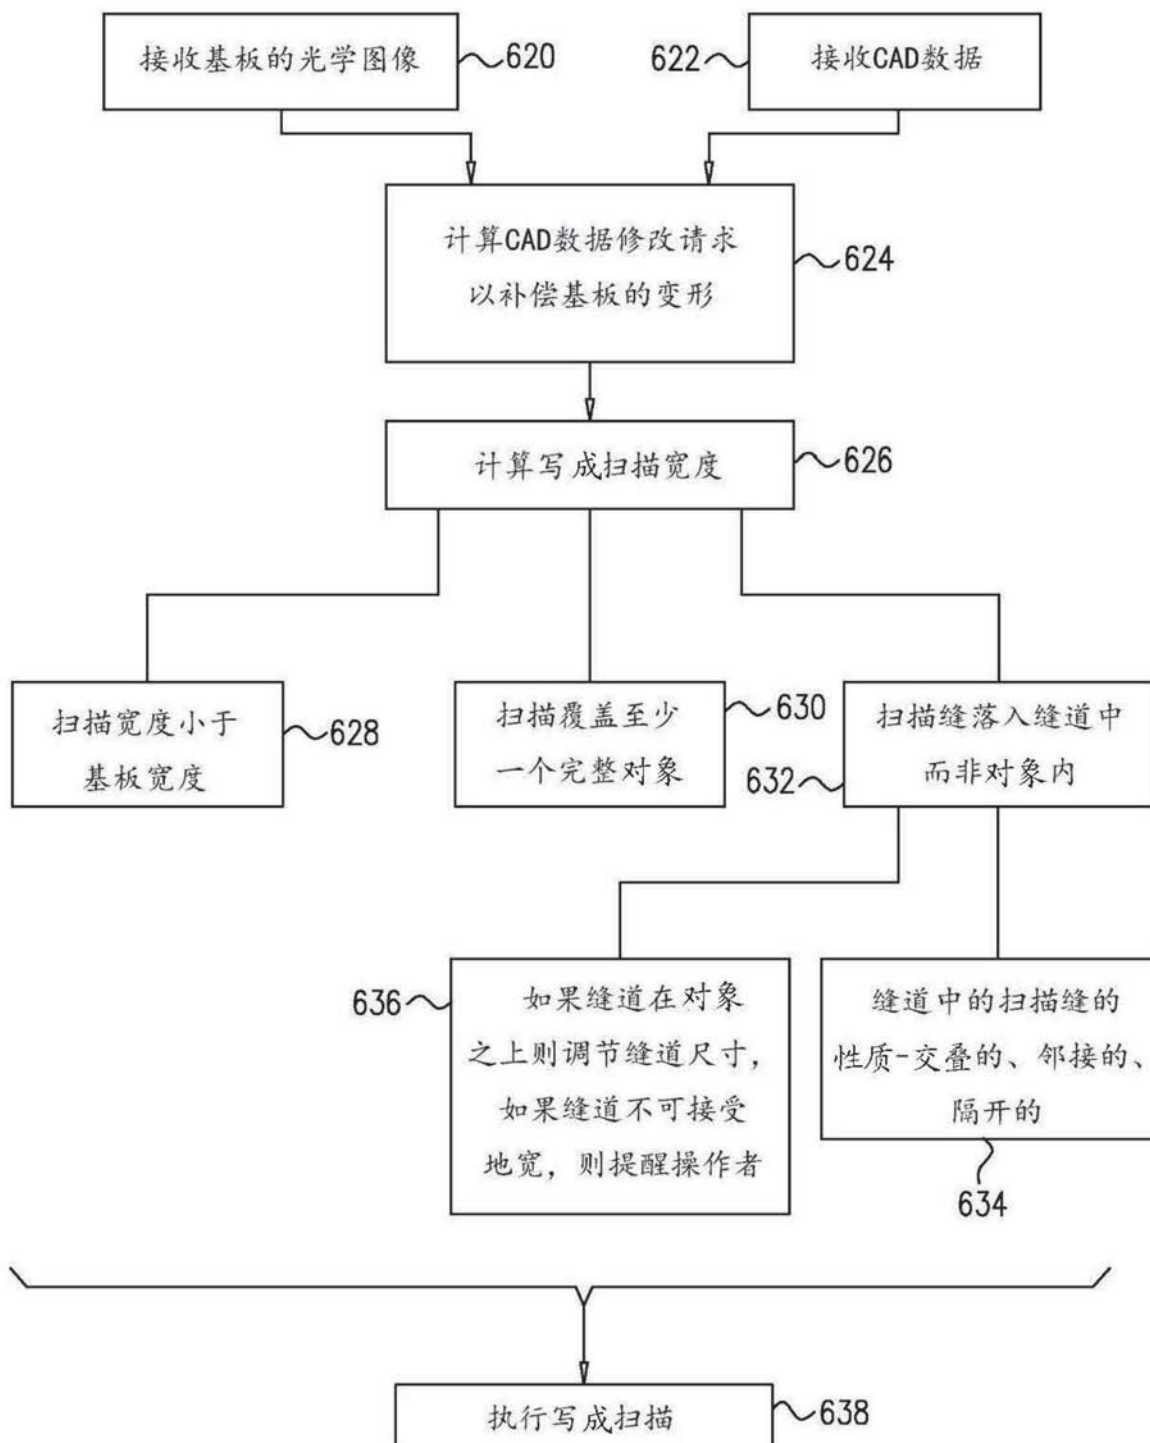 接收基板的光学图像
620
622
接收CAD数据
计算CAD数据修改请求
以补偿基板的变形
624
计算写成扫描宽度
626
扫描宽度小于
基板宽度
628
扫描覆盖至少
一个完整对象
630
扫描缝落入缝道中
而非对象内
632
636
如果缝道在对象
之上则调节缝道尺寸，
如果缝道不可接受
地宽，则提醒操作者
缝道中的扫描缝的
性质-交叠的、邻接的、
隔开的
634
执行写成扫描
638